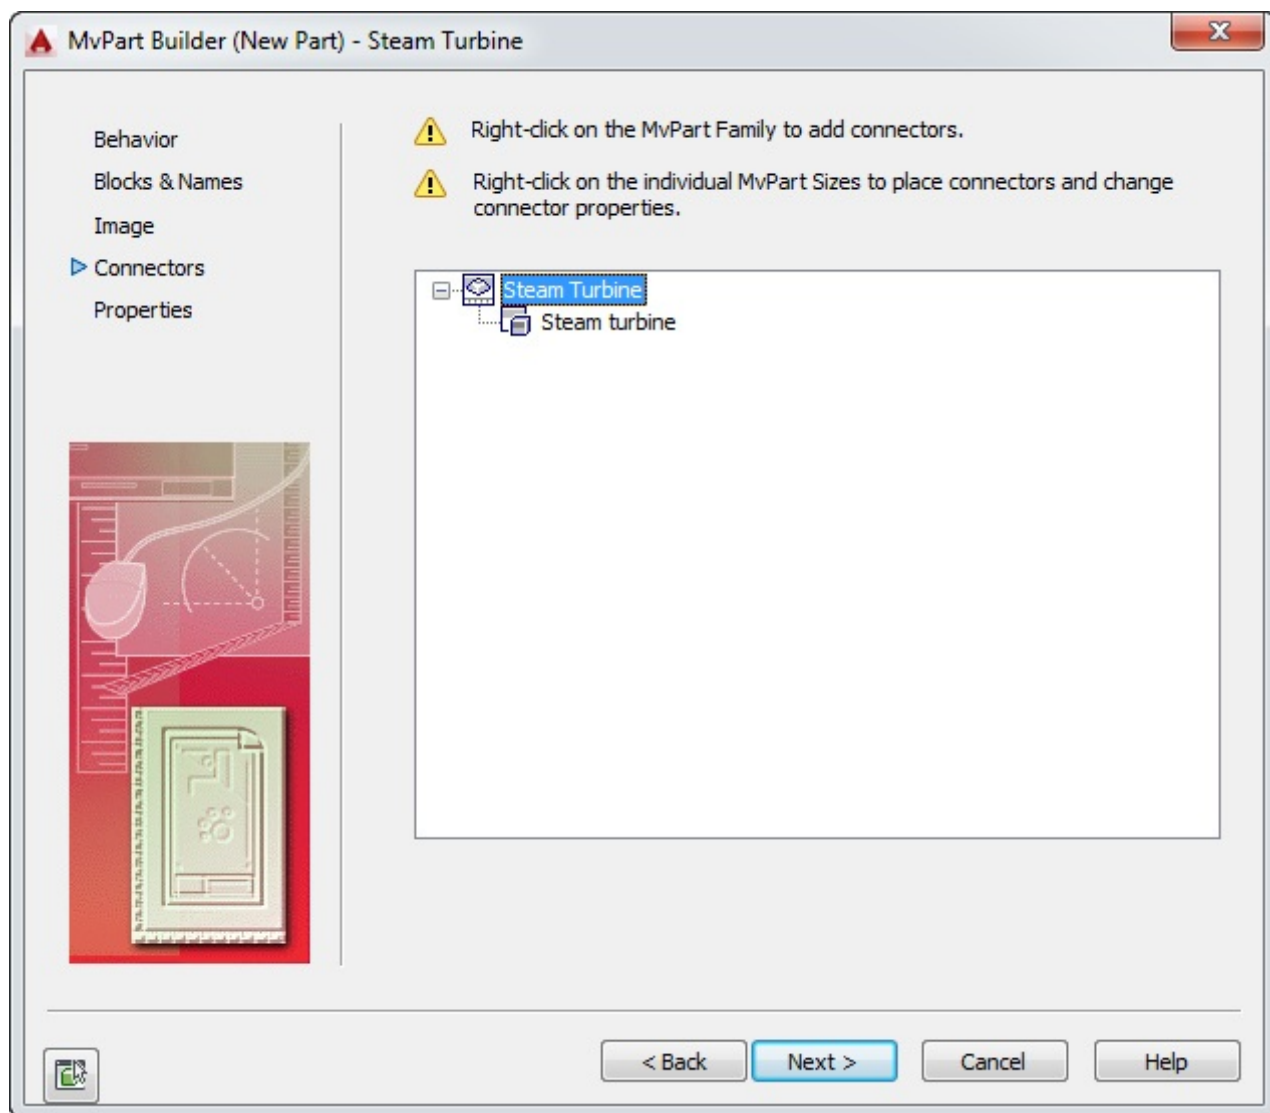 MvPart Builder (New Part) - Steam Turbine
Behavior
Blocks & Names
Image
Connectors
Properties
Right-click on the MvPart Family to add connectors.
Right-click on the individual MvPart Sizes to place connectors and change
connector properties.
Steam Turbine
Steam turbine
< Back
Next >
Cancel
Help